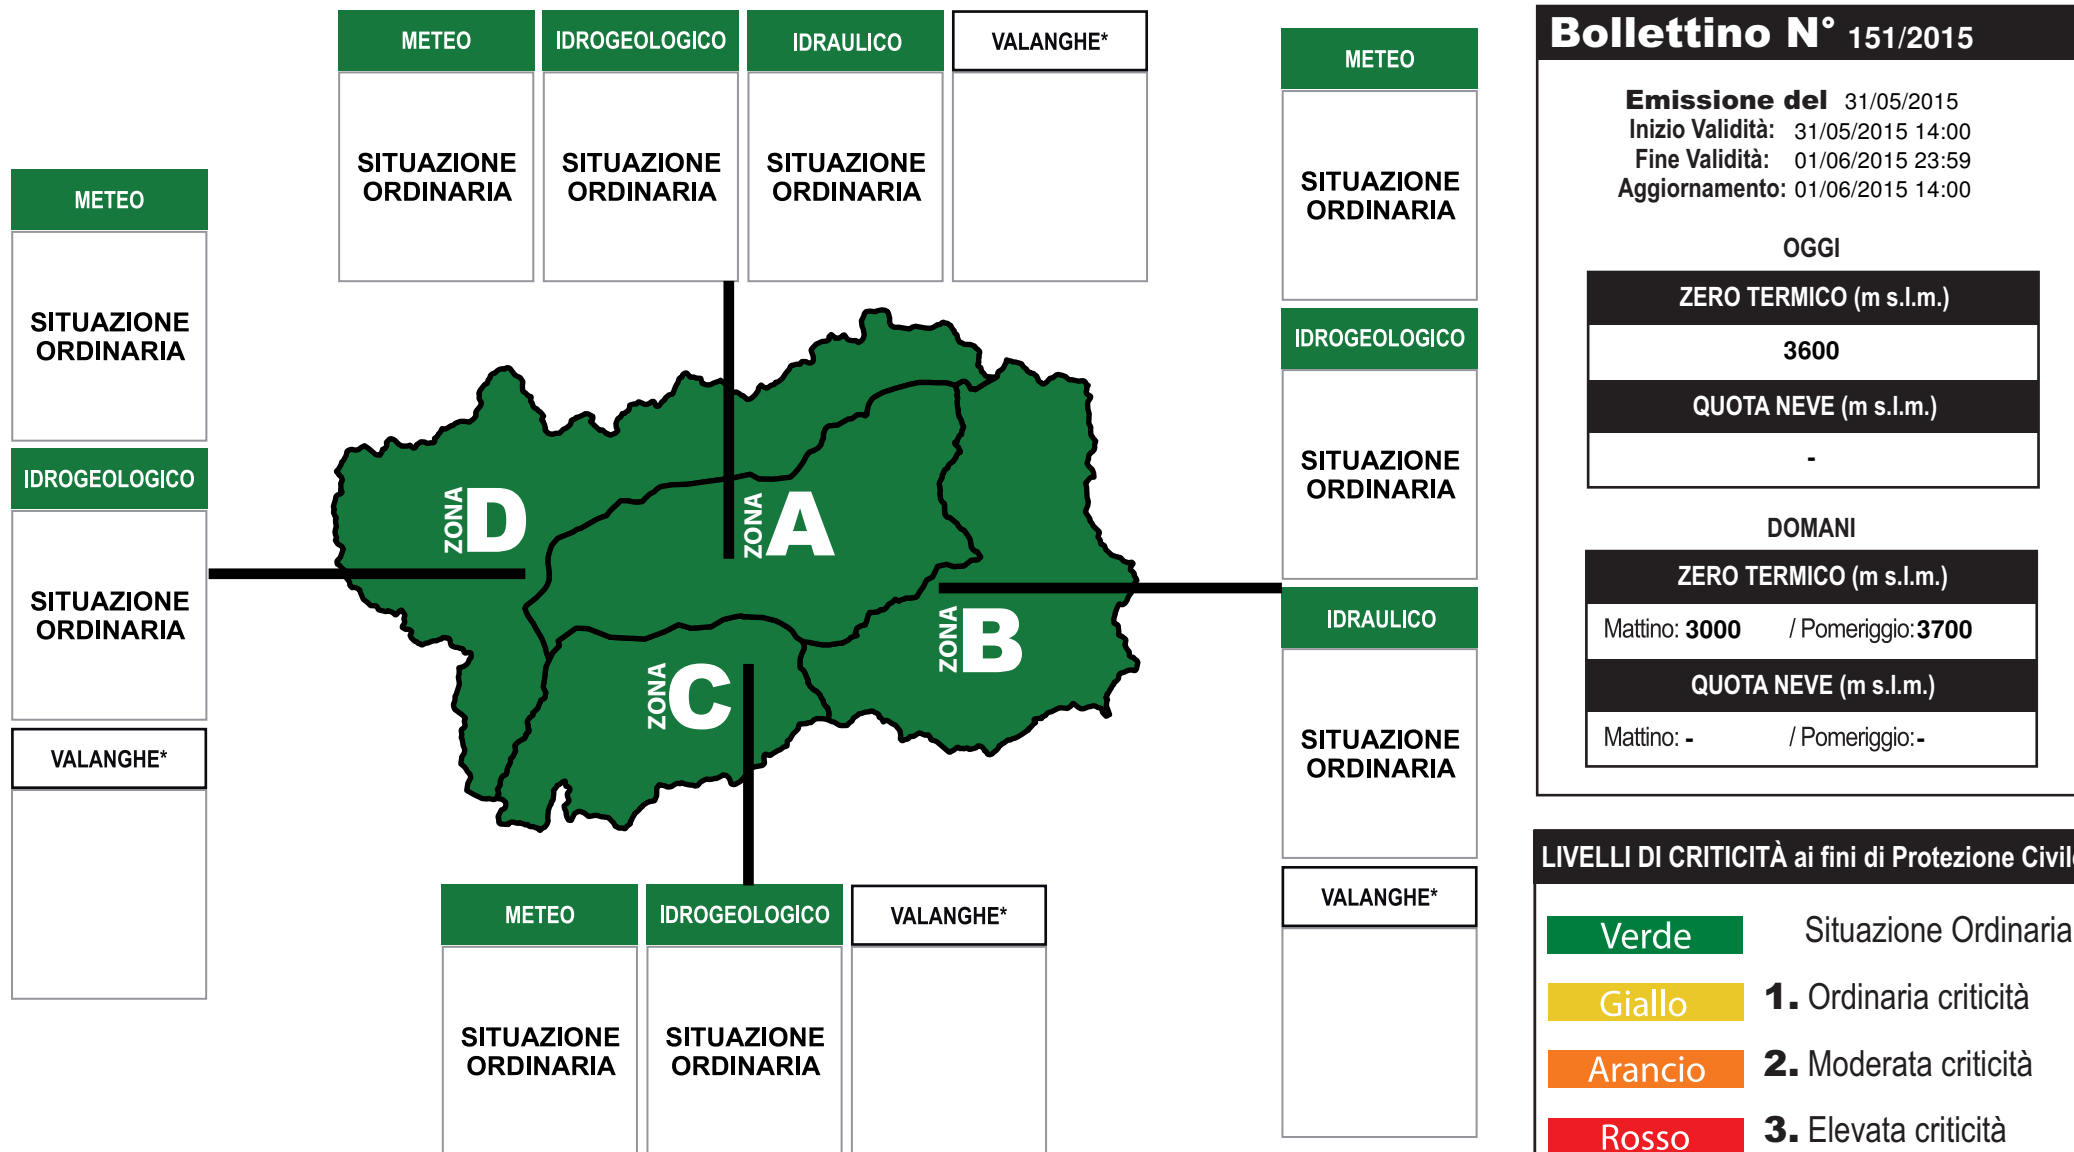 METEO
IDROGEOLOGICO
IDRAULICO
VALANGHE*
SITUAZIONE
ORDINARIA
SITUAZIONE
ORDINARIA
SITUAZIONE
ORDINARIA
METEO
SITUAZIONE
ORDINARIA
IDROGEOLOGICO
SITUAZIONE
ORDINARIA
VALANGHE*
ZONA D
ZONA A
ZONA B
ZONA C
METEO
SITUAZIONE
ORDINARIA
IDROGEOLOGICO
SITUAZIONE
ORDINARIA
IDRAULICO
SITUAZIONE
ORDINARIA
VALANGHE*
METEO
IDROGEOLOGICO
VALANGHE*
SITUAZIONE
ORDINARIA
SITUAZIONE
ORDINARIA
Bollettino N° 151/2015
Emissione del 31/05/2015
Inizio Validità: 31/05/2015 14:00
Fine Validità: 01/06/2015 23:59
Aggiornamento: 01/06/2015 14:00
OGGI
ZERO TERMICO (m s.l.m.)
3600
QUOTA NEVE (m s.l.m.)
-
DOMANI
ZERO TERMICO (m s.l.m.)
Mattino: 3000 / Pomeriggio: 3700
QUOTA NEVE (m s.l.m.)
Mattino: - / Pomeriggio: -
LIVELLI DI CRITICITÀ ai fini di Protezione Civile
Verde Situazione Ordinaria
Giallo 1. Ordinaria criticità
Arancio 2. Moderata criticità
Rosso 3. Elevata criticità